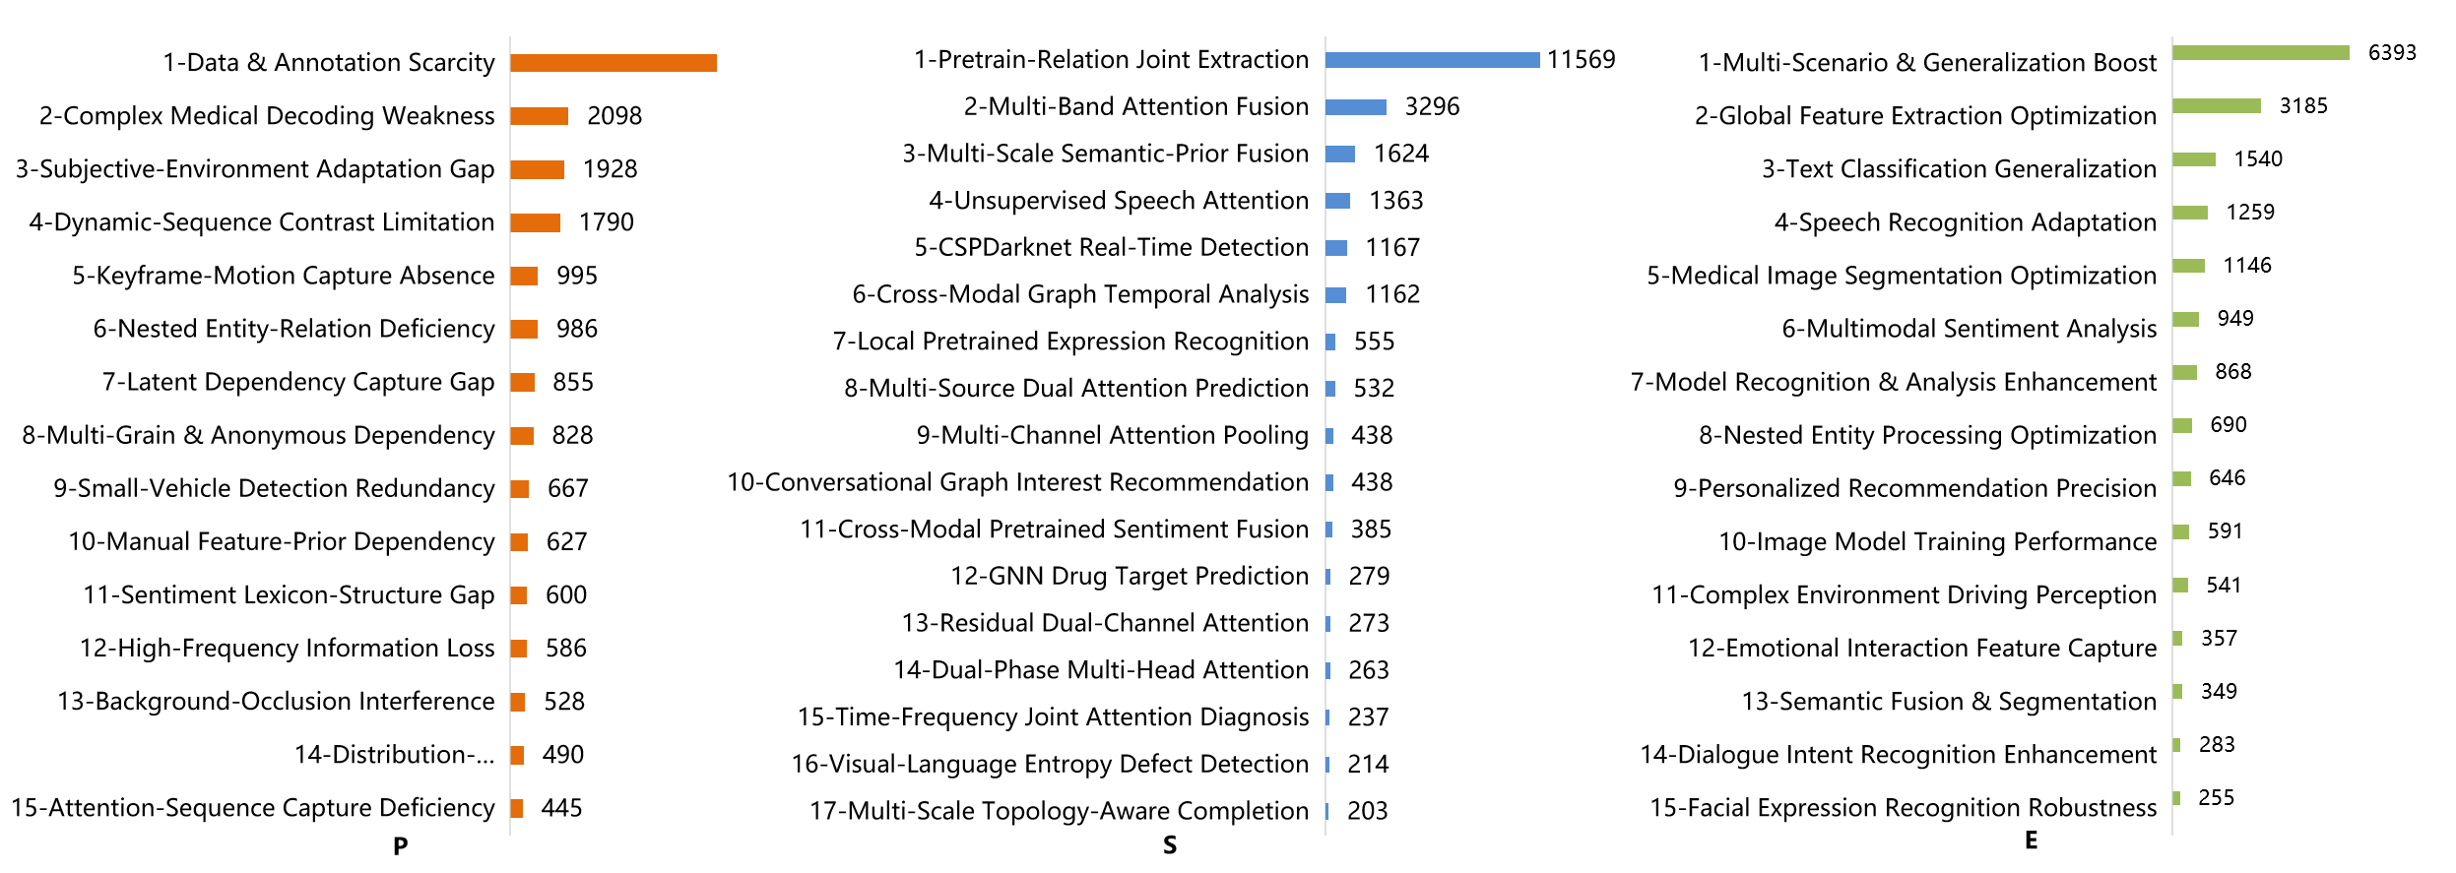 1-Data & Annotation Scarcity
2-Complex Medical Decoding Weakness 2098
3-Subjective-Environment Adaptation Gap 1928
4-Dynamic-Sequence Contrast Limitation 1790
5-Keyframe-Motion Capture Absence 995
6-Nested Entity-Relation Deficiency 986
7-Latent Dependency Capture Gap 855
8-Multi-Grain & Anonymous Dependency 828
9-Small-Vehicle Detection Redundancy 667
10-Manual Feature-Prior Dependency 627
11-Sentiment Lexicon-Structure Gap 600
12-High-Frequency Information Loss 586
13-Background-Occlusion Interference 528
14-Distribution-... 490
15-Attention-Sequence Capture Deficiency 445
P
1-Pretrain-Relation Joint Extraction 11569
2-Multi-Band Attention Fusion 3296
3-Multi-Scale Semantic-Prior Fusion 1624
4-Unsupervised Speech Attention 1363
5-CSPDarknet Real-Time Detection 1167
6-Cross-Modal Graph Temporal Analysis 1162
7-Local Pretrained Expression Recognition 555
8-Multi-Source Dual Attention Prediction 532
9-Multi-Channel Attention Pooling 438
10-Conversational Graph Interest Recommendation 438
11-Cross-Modal Pretrained Sentiment Fusion 385
12-GNN Drug Target Prediction 279
13-Residual Dual-Channel Attention 273
14-Dual-Phase Multi-Head Attention 263
15-Time-Frequency Joint Attention Diagnosis 237
16-Visual-Language Entropy Defect Detection 214
17-Multi-Scale Topology-Aware Completion 203
S
1-Multi-Scenario & Generalization Boost 6393
2-Global Feature Extraction Optimization 3185
3-Text Classification Generalization 1540
4-Speech Recognition Adaptation 1259
5-Medical Image Segmentation Optimization 1146
6-Multimodal Sentiment Analysis 949
7-Model Recognition & Analysis Enhancement 868
8-Nested Entity Processing Optimization 690
9-Personalized Recommendation Precision 646
10-Image Model Training Performance 591
11-Complex Environment Driving Perception 541
12-Emotional Interaction Feature Capture 357
13-Semantic Fusion & Segmentation 349
14-Dialogue Intent Recognition Enhancement 283
15-Facial Expression Recognition Robustness 255
E